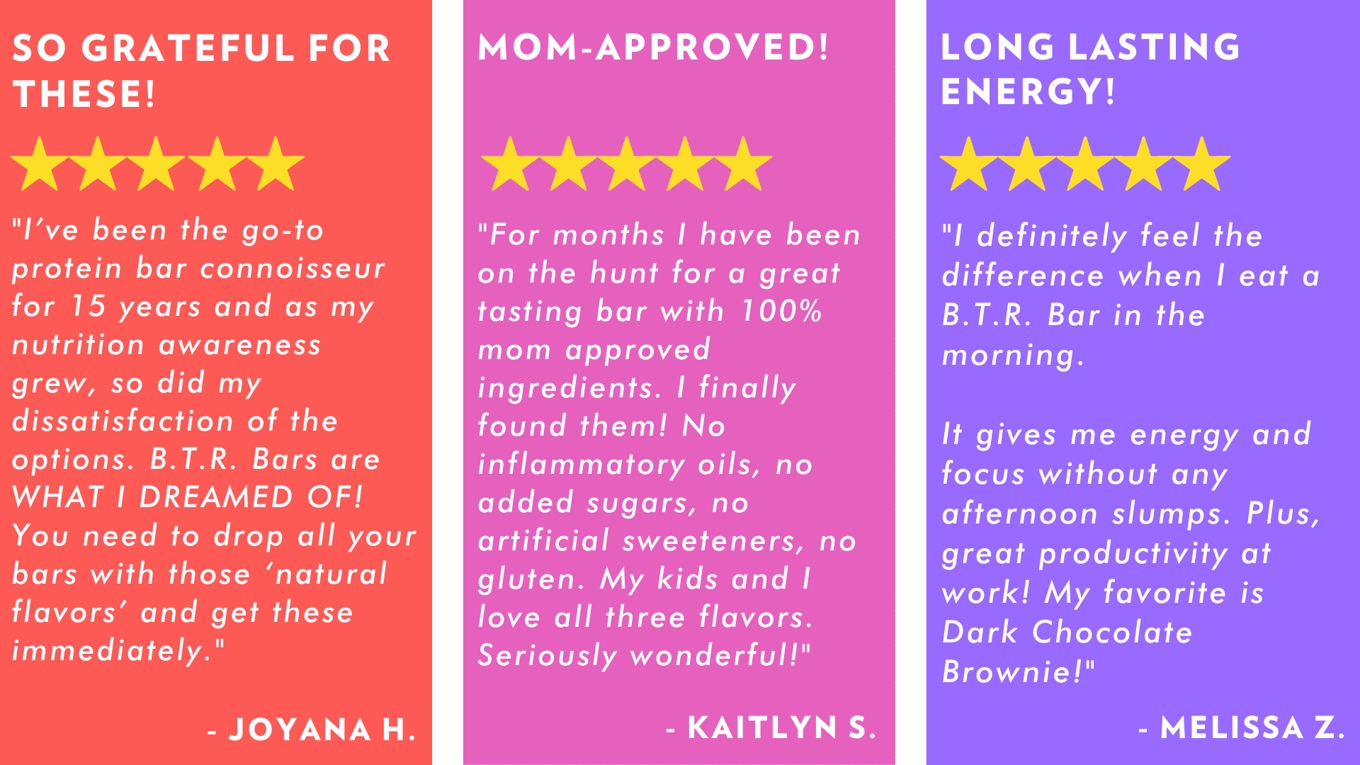 SO GRATEFUL FOR
THESE!
"I’ve been the go-to
protein bar connoisseur
for 15 years and as my
nutrition awareness
grew, so did my
dissatisfaction of the
options. B.T.R. Bars are
WHAT I DREAMED OF!
You need to drop all your
bars with those ‘natural
flavors’ and get these
immediately."
- JOYANA H.
MOM-APPROVED!
"For months I have been
on the hunt for a great
tasting bar with 100%
mom approved
ingredients. I finally
found them! No
inflammatory oils, no
added sugars, no
artificial sweeteners, no
gluten. My kids and I
love all three flavors.
Seriously wonderful!"
- KAITLYN S.
LONG LASTING
ENERGY!
"I definitely feel the
difference when I eat a
B.T.R. Bar in the
morning.
It gives me energy and
focus without any
afternoon slumps. Plus,
great productivity at
work! My favorite is
Dark Chocolate
Brownie!"
- MELISSA Z.